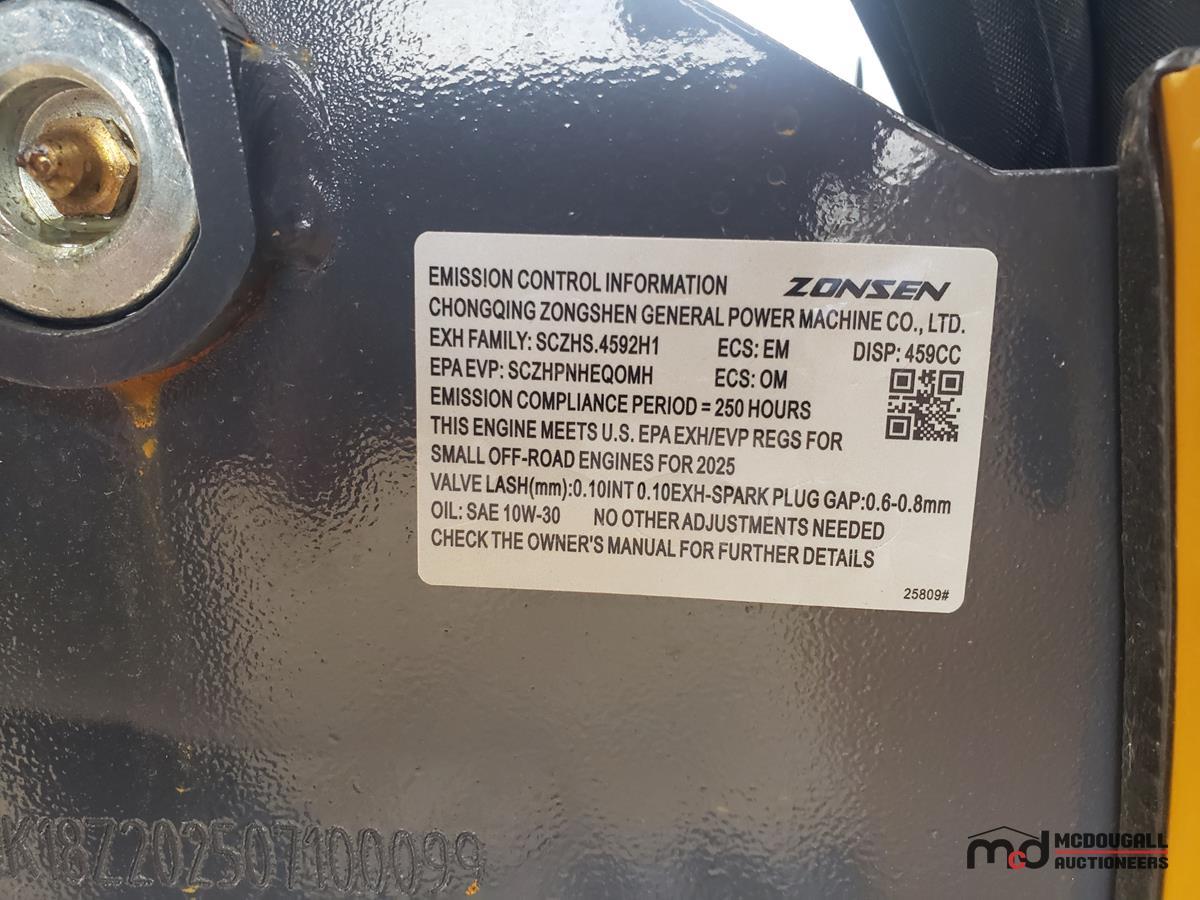 EMISSION CONTROL INFORMATION ZONSEN
CHONGQING ZONGSHEN GENERAL POWER MACHINE CO., LTD.
EXH FAMILY: SCZHS.4592H1 ECS: EM DISP: 459CC
EPA EVP: SCZHPNHEQOMH ECS: OM
EMISSION COMPLIANCE PERIOD = 250 HOURS
THIS ENGINE MEETS U.S. EPA EXH/EVP REGS FOR
SMALL OFF-ROAD ENGINES FOR 2025
VALVE LASH(mm):0.10INT 0.10EXH-SPARK PLUG GAP:0.6-0.8mm
OIL: SAE 10W-30 NO OTHER ADJUSTMENTS NEEDED
CHECK THE OWNER'S MANUAL FOR FURTHER DETAILS
25809#
K18Z202507100099
mcd MCDOUGALL
AUCTIONEERS